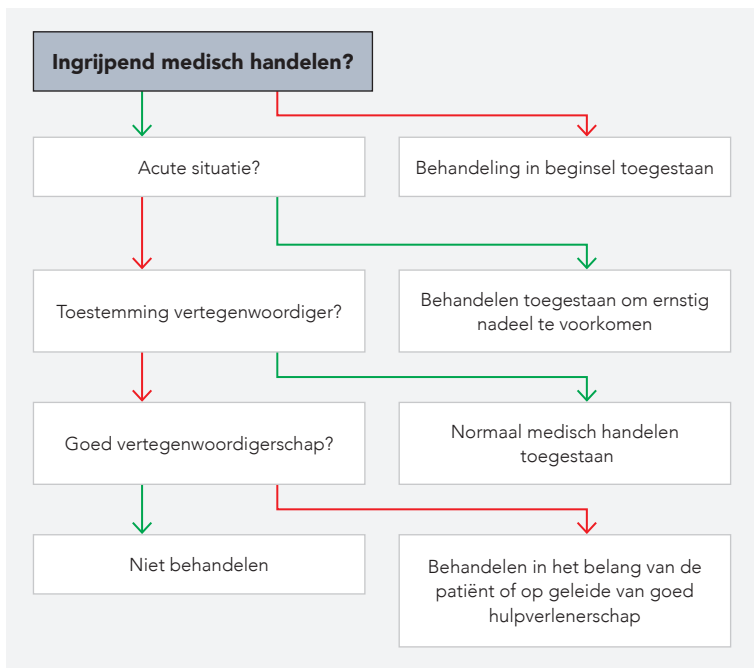 Ingrijpend medisch handelen?
Acute situatie?
Behandeling in beginsel toegestaan
Toestemming vertegenwoordiger?
Behandelen toegestaan om ernstig
nadeel te voorkomen
Goed vertegenwoordigerschap?
Normaal medisch handelen
toegestaan
Niet behandelen
Behandelen in het belang van de
patiënt of op geleide van goed
hulpverlenerschap